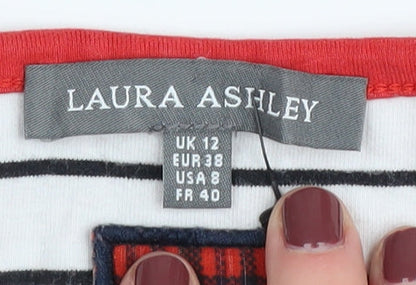 LAURA ASHLEY
UK 12
EUR 38
USA 8
FR 40